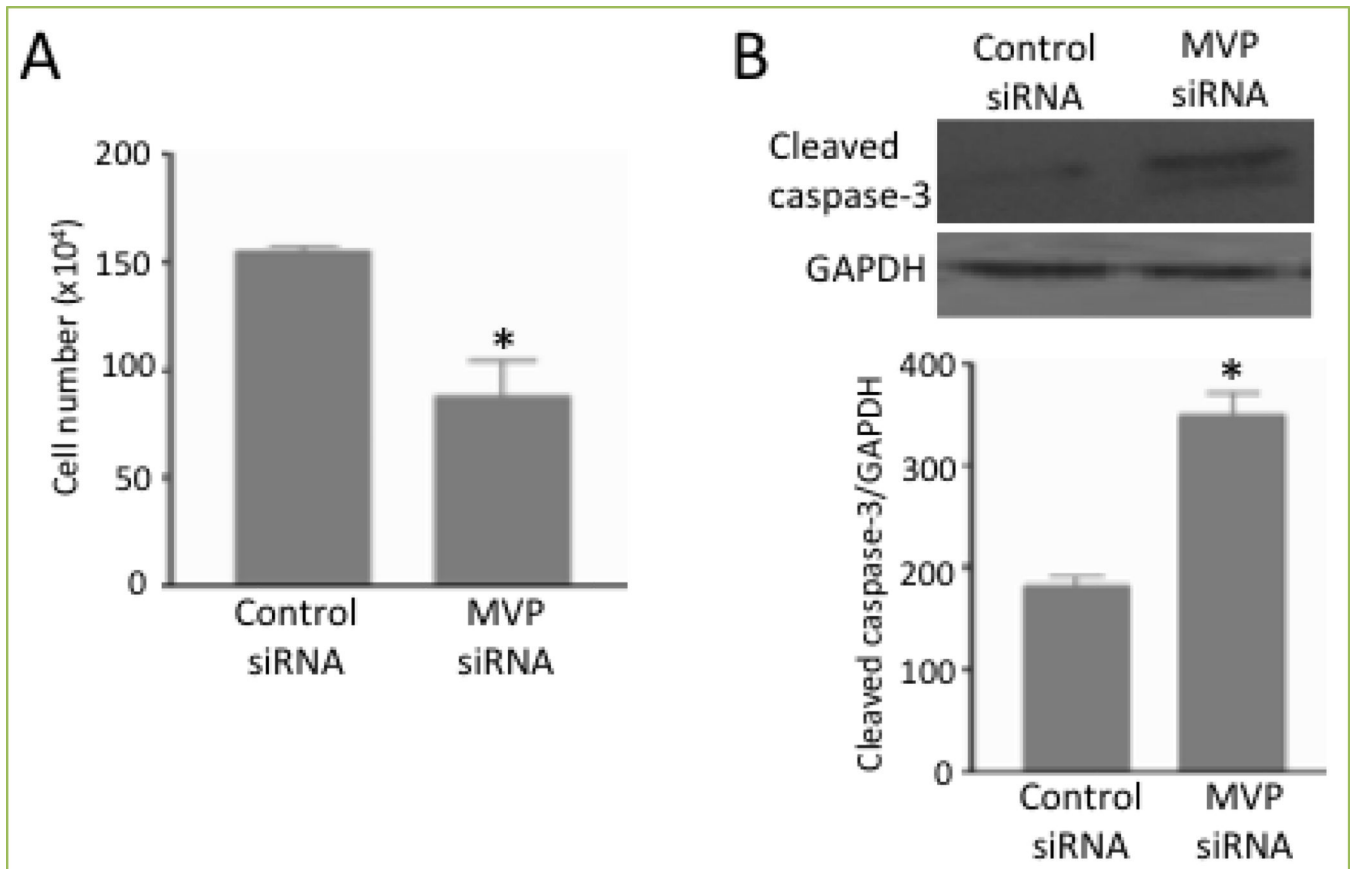 A
200
150
100
50
0
Cell number (x10⁴)
*
Control
siRNA
MVP
siRNA
B
Control
siRNA
MVP
siRNA
Cleaved
caspase-3
GAPDH
400
300
200
100
0
Cleaved caspase-3/GAPDH
*
Control
siRNA
MVP
siRNA